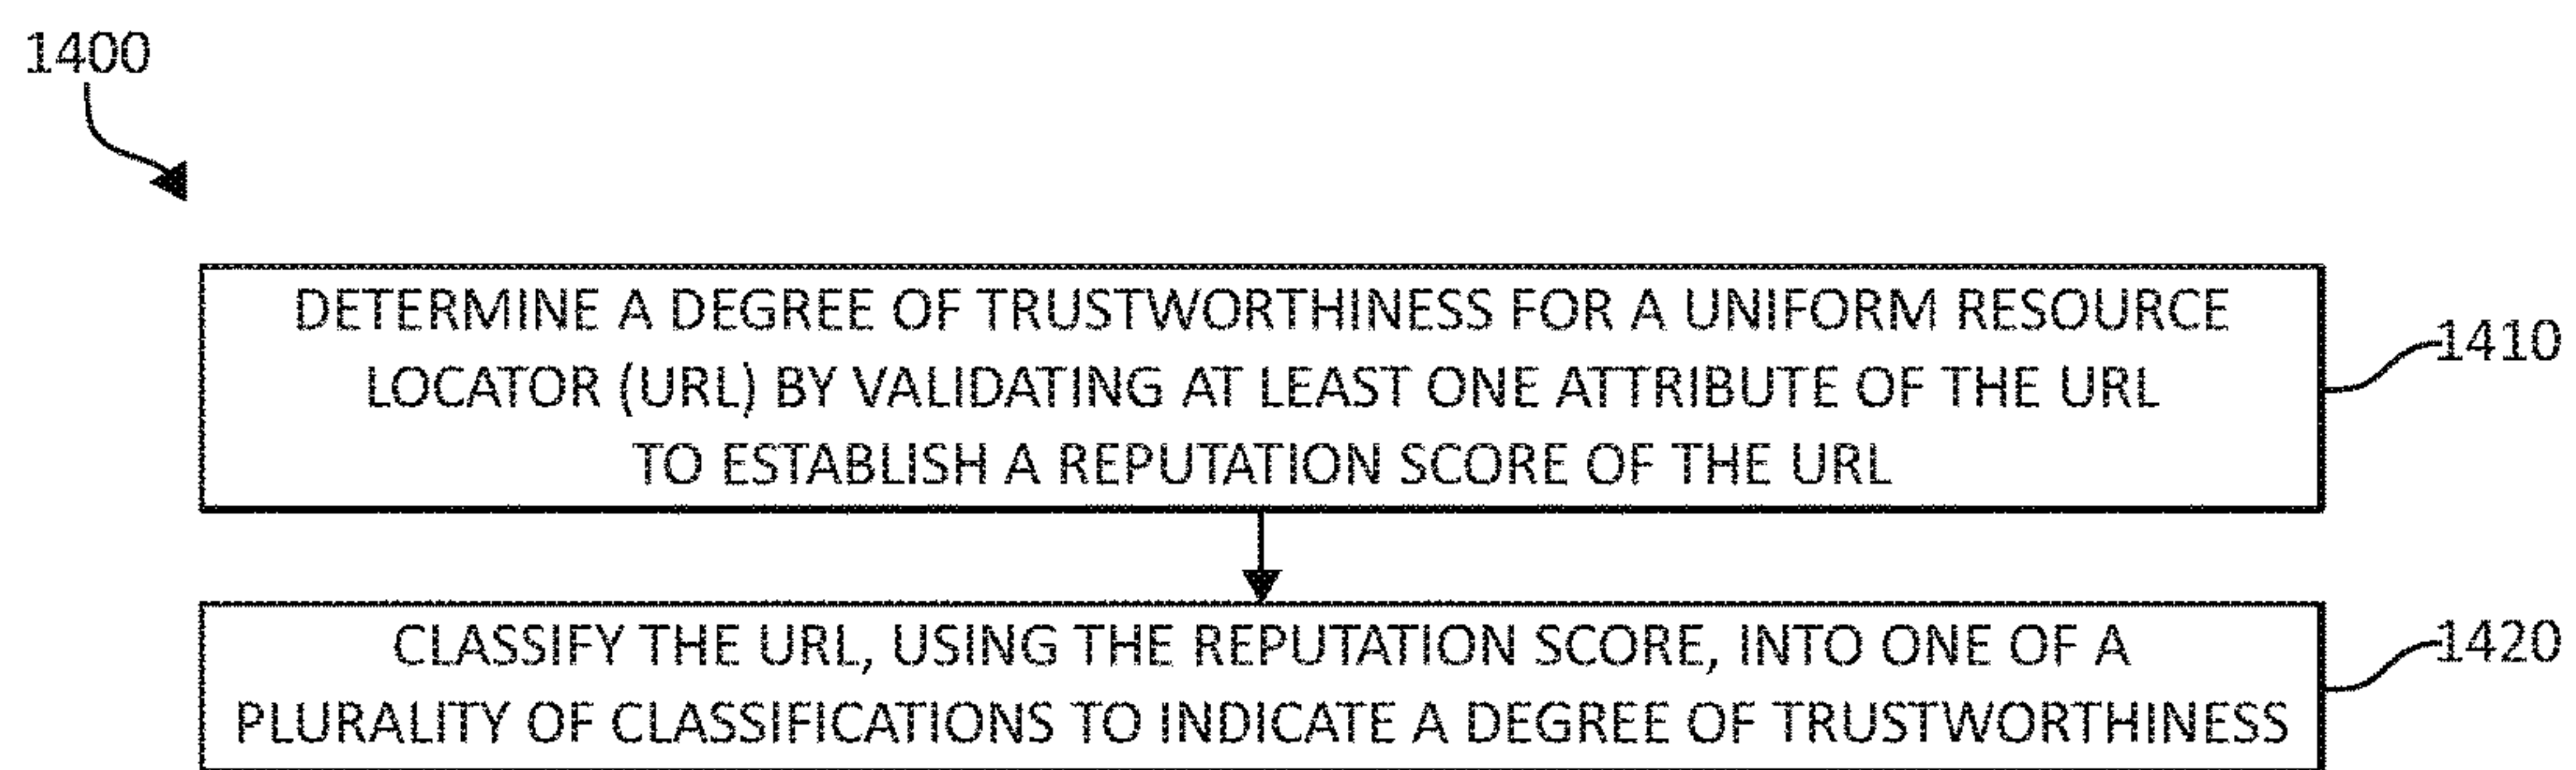 1400
DETERMINE A DEGREE OF TRUSTWORTHINESS FOR A UNIFORM RESOURCE
LOCATOR (URL) BY VALIDATING AT LEAST ONE ATTRIBUTE OF THE URL
TO ESTABLISH A REPUTATION SCORE OF THE URL
1410
CLASSIFY THE URL, USING THE REPUTATION SCORE, INTO ONE OF A
PLURALITY OF CLASSIFICATIONS TO INDICATE A DEGREE OF TRUSTWORTHINESS
1420